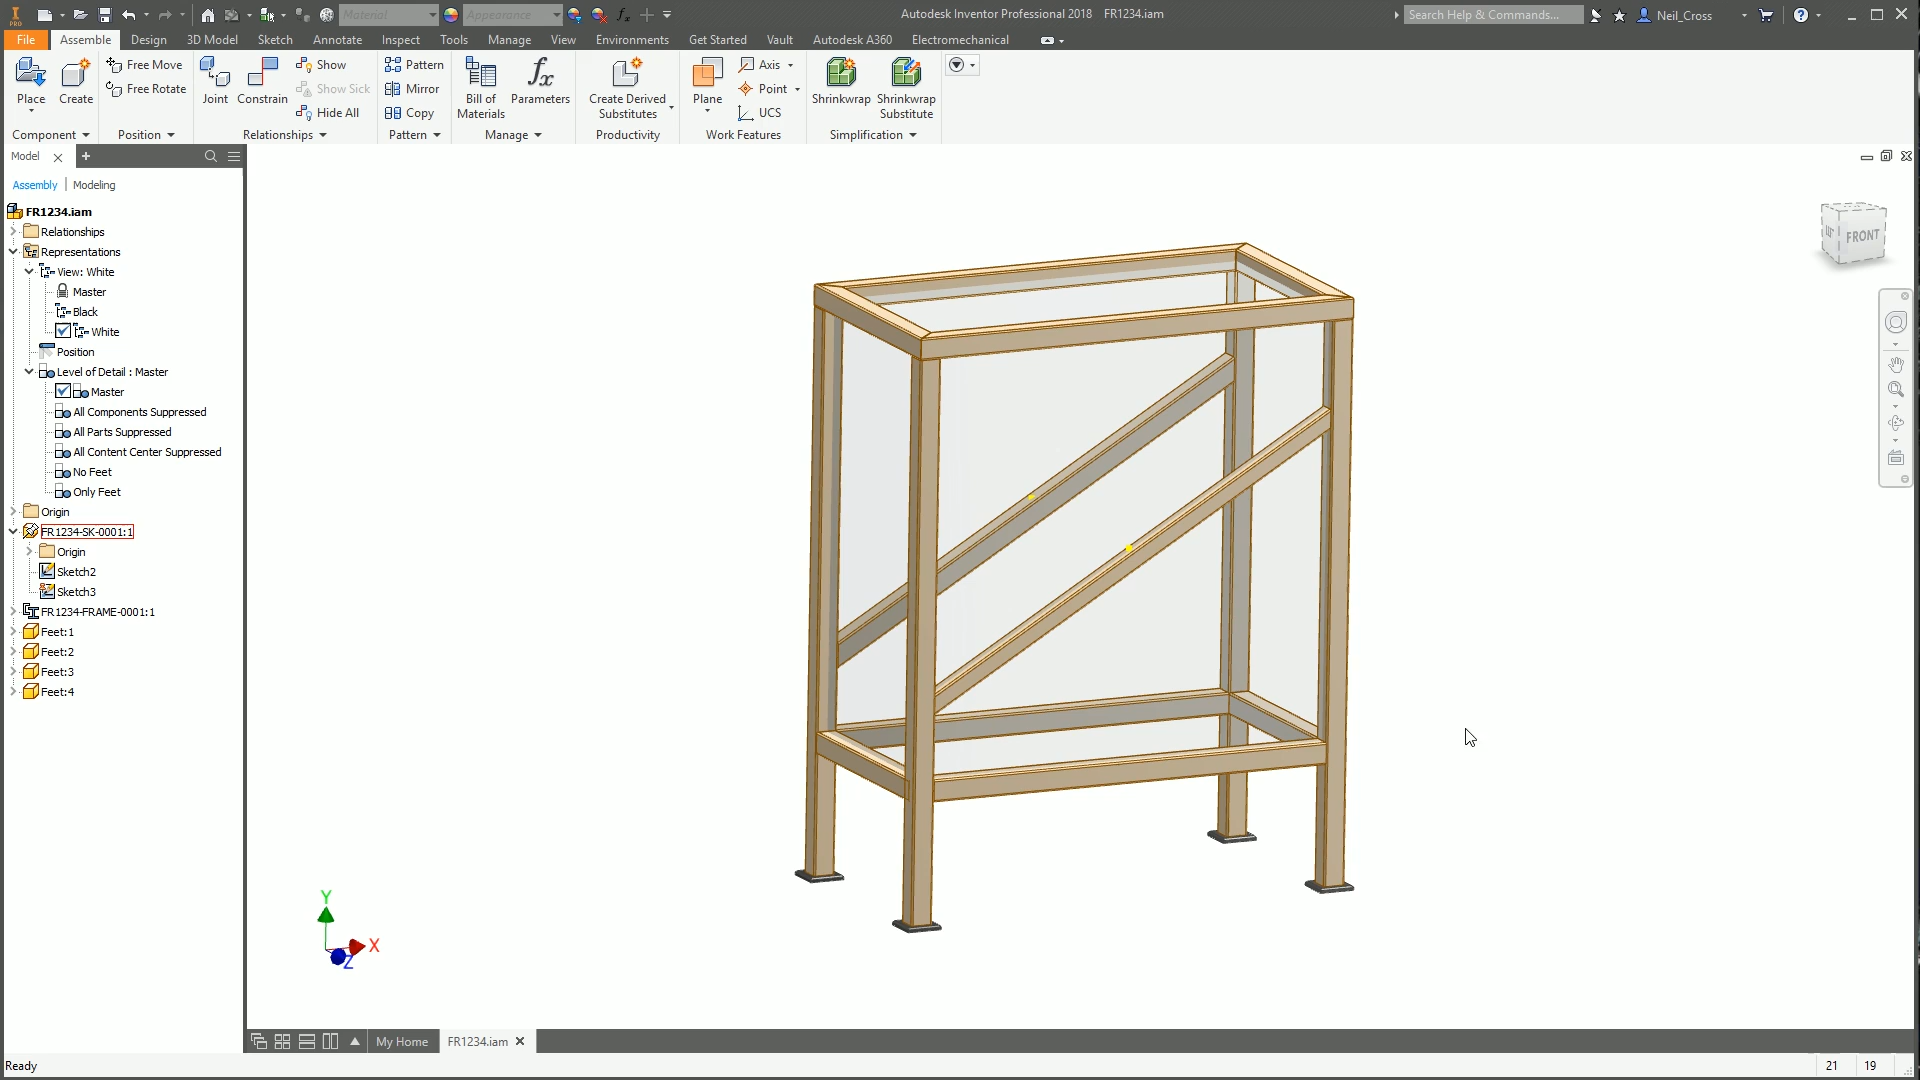 Material
Appearance
Autodesk Inventor Professional 2018 FR1234.iam
Search Help & Commands...
Neil_Cross
File
Assemble
Design
3D Model
Sketch
Annotate
Inspect
Tools
Manage
View
Environments
Get Started
Vault
Autodesk A360
Electromechanical
Place
Create
Component
Free Move
Free Rotate
Position
Joint
Constrain
Show
Show Sick
Hide All
Relationships
Pattern
Mirror
Copy
Pattern
Bill of
Materials
Parameters
Manage
Create Derived
Substitutes
Productivity
Plane
Axis
Point
UCS
Work Features
Shrinkwrap
Shrinkwrap
Substitute
Simplification
Model
Assembly
Modeling
FR1234.iam
Relationships
Representations
View: White
Master
Black
White
Position
Level of Detail : Master
Master
All Components Suppressed
All Parts Suppressed
All Content Center Suppressed
No Feet
Only Feet
Origin
FR1234-SK-0001:1
Origin
Sketch2
Sketch3
FR1234-FRAME-0001:1
Feet:1
Feet:2
Feet:3
Feet:4
FRONT
Y
X
Z
My Home
FR1234.iam
Ready
21
19